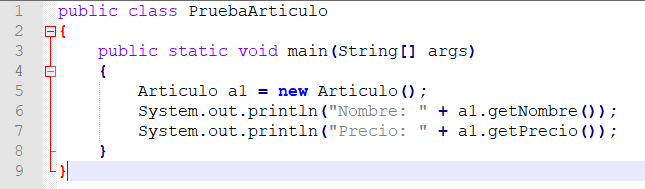 1 public class PruebaArticulo
2 {
3 public static void main(String[] args)
4 {
5 Articulo a1 = new Articulo();
6 System.out.println("Nombre: " + a1.getNombre());
7 System.out.println("Precio: " + a1.getPrecio());
8 }
9 }